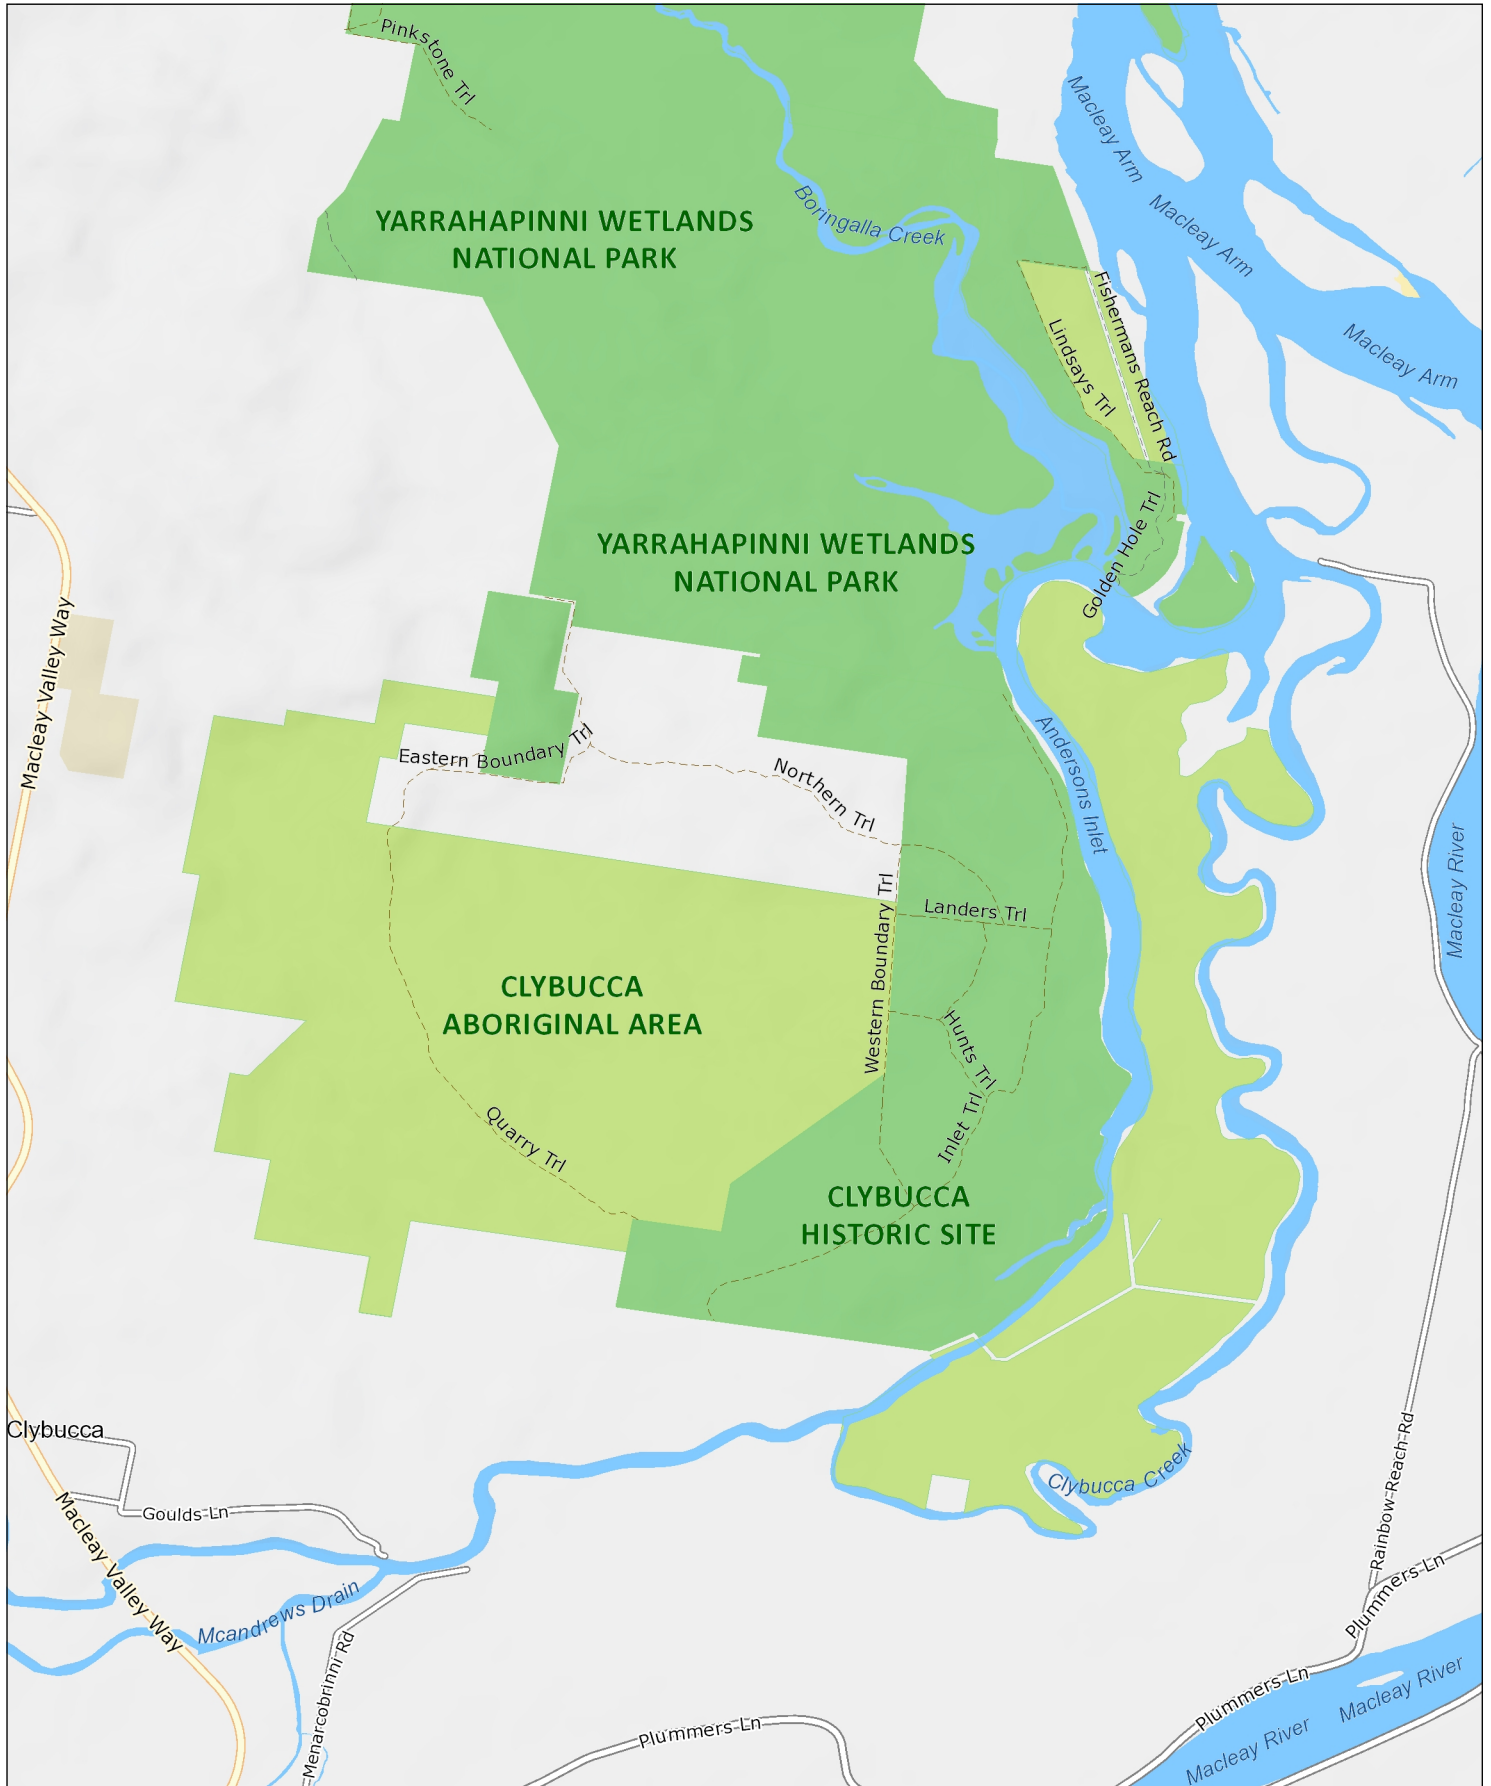 Pinkstone Trl
Macleay Arm
Macleay Arm
Macleay Arm
YARRAHAPINNI WETLANDS
NATIONAL PARK
Boringalla Creek
Fishermans Reach Rd
Lindsays Trl
Golden Hole Trl
YARRAHAPINNI WETLANDS
NATIONAL PARK
Macleay Valley Way
Eastern Boundary Trl
Northern Trl
Andersons Inlet
Macleay River
Western Boundary Trl
Landers Trl
CLYBUCCA
ABORIGINAL AREA
Hunts Trl
Inlet Trl
Quarry Trl
CLYBUCCA
HISTORIC SITE
Clybucca
Clybucca Creek
Rainbow-Reach-Rd
Goulds Ln
Macleay Valley Way
Mcandrews Drain
Menarcobrinni Rd
Plummers-Ln
Plummers-Ln
Plummers Ln
Macleay River
Macleay River